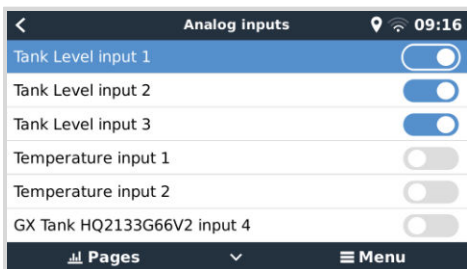 Analog inputs 09:16
Tank Level input 1
Tank Level input 2
Tank Level input 3
Temperature input 1
Temperature input 2
GX Tank HQ2133G66V2 input 4
Pages Menu